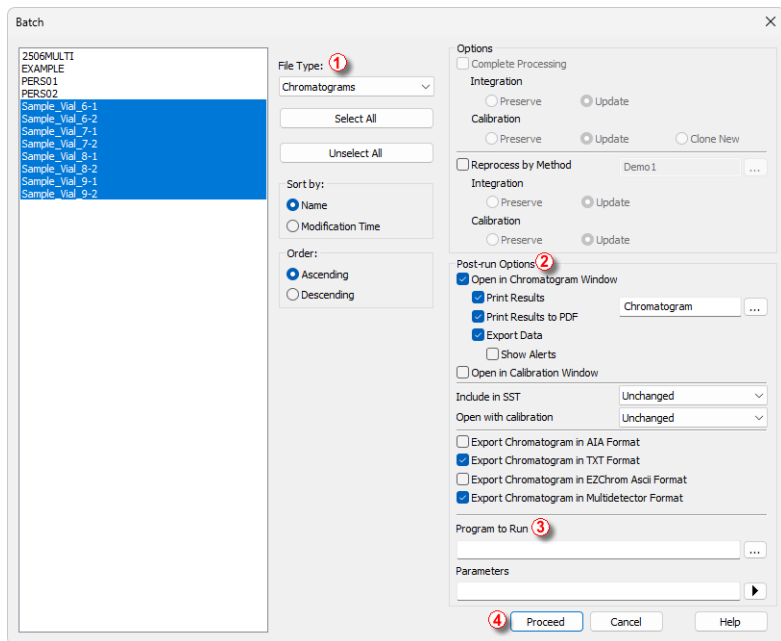 Batch
2506MULTI
EXAMPLE
PERS01
PERS02
Sample_Vial_6-1
Sample_Vial_6-2
Sample_Vial_7-1
Sample_Vial_7-2
Sample_Vial_8-1
Sample_Vial_8-2
Sample_Vial_9-1
Sample_Vial_9-2
File Type: 1
Chromatograms
Select All
Unselect All
Sort by:
Name
Modification Time
Order:
Ascending
Descending
Options
Complete Processing
Integration
Preserve Update
Calibration
Preserve Update Clone New
Reprocess by Method Demo1 ...
Integration
Preserve Update
Calibration
Preserve Update
Post-run Options 2
Open in Chromatogram Window
Print Results
Print Results to PDF Chromatogram ...
Export Data
Show Alerts
Open in Calibration Window
Include in SST Unchanged
Open with calibration Unchanged
Export Chromatogram in AIA Format
Export Chromatogram in TXT Format
Export Chromatogram in EZChrom Ascii Format
Export Chromatogram in Multidetector Format
Program to Run 3
...
Parameters
4 Proceed Cancel Help